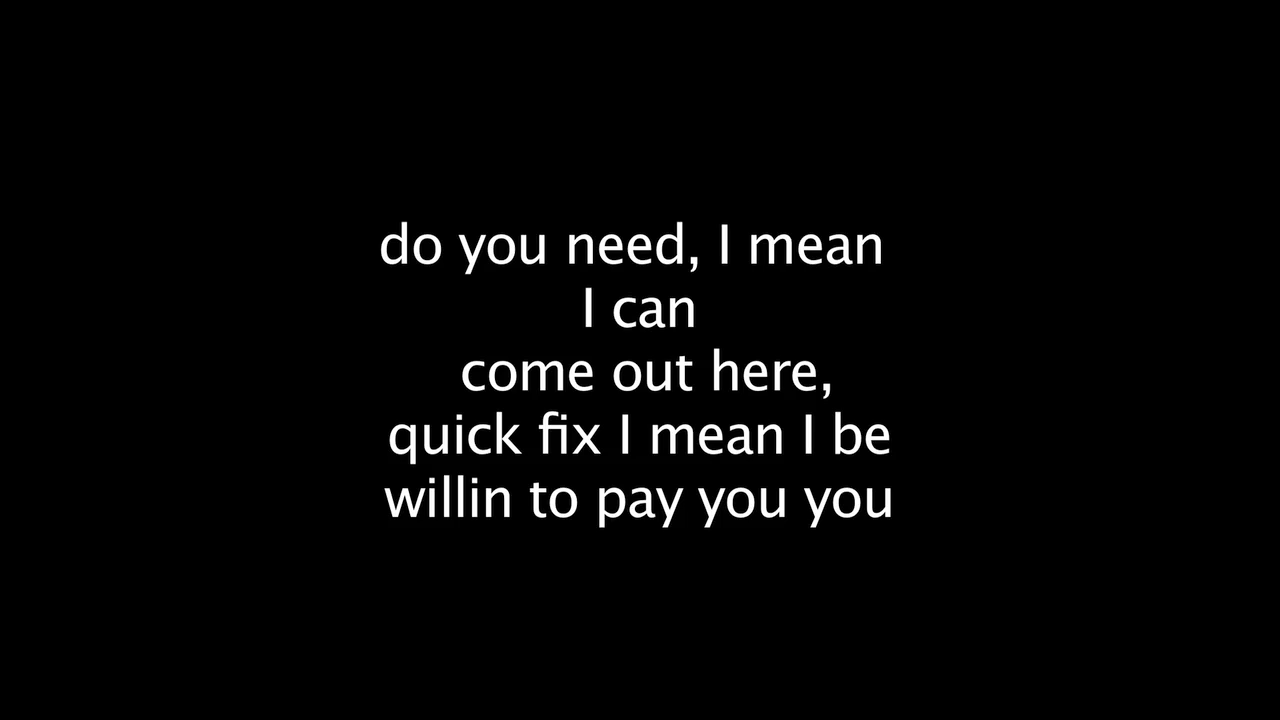 do you need, I mean
I can
come out here,
quick fix I mean I be
willin to pay you you